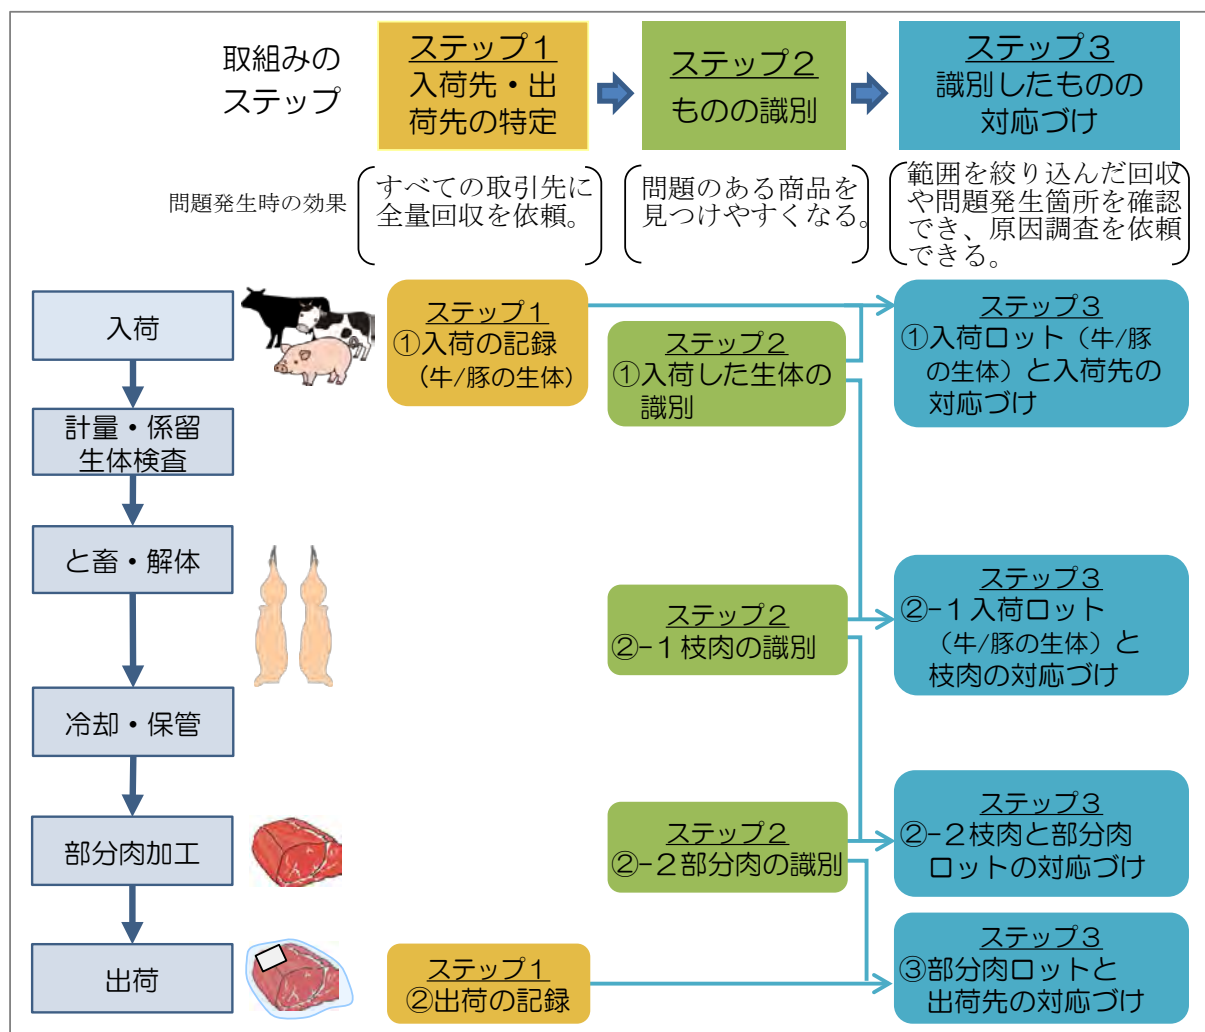 取組みの
ステップ
ステップ１
入荷先・出
荷先の特定
ステップ２
ものの識別
ステップ３
識別したものの
対応づけ
問題発生時の効果
すべての取引先に
全量回収を依頼。
問題のある商品を
見つけやすくなる。
範囲を絞り込んだ回収
や問題発生箇所を確認
でき、原因調査を依頼
できる。
入荷
ステップ１
①入荷の記録
（牛/豚の生体）
ステップ２
①入荷した生体の
識別
ステップ３
①入荷ロット（牛/豚
の生体）と入荷先の
対応づけ
計量・係留
生体検査
と畜・解体
ステップ２
②-１枝肉の識別
ステップ３
②-１入荷ロット
（牛/豚の生体）と
枝肉の対応づけ
冷却・保管
部分肉加工
ステップ２
②-２部分肉の識別
ステップ３
②-２枝肉と部分肉
ロットの対応づけ
出荷
ステップ１
②出荷の記録
ステップ３
③部分肉ロットと
出荷先の対応づけ